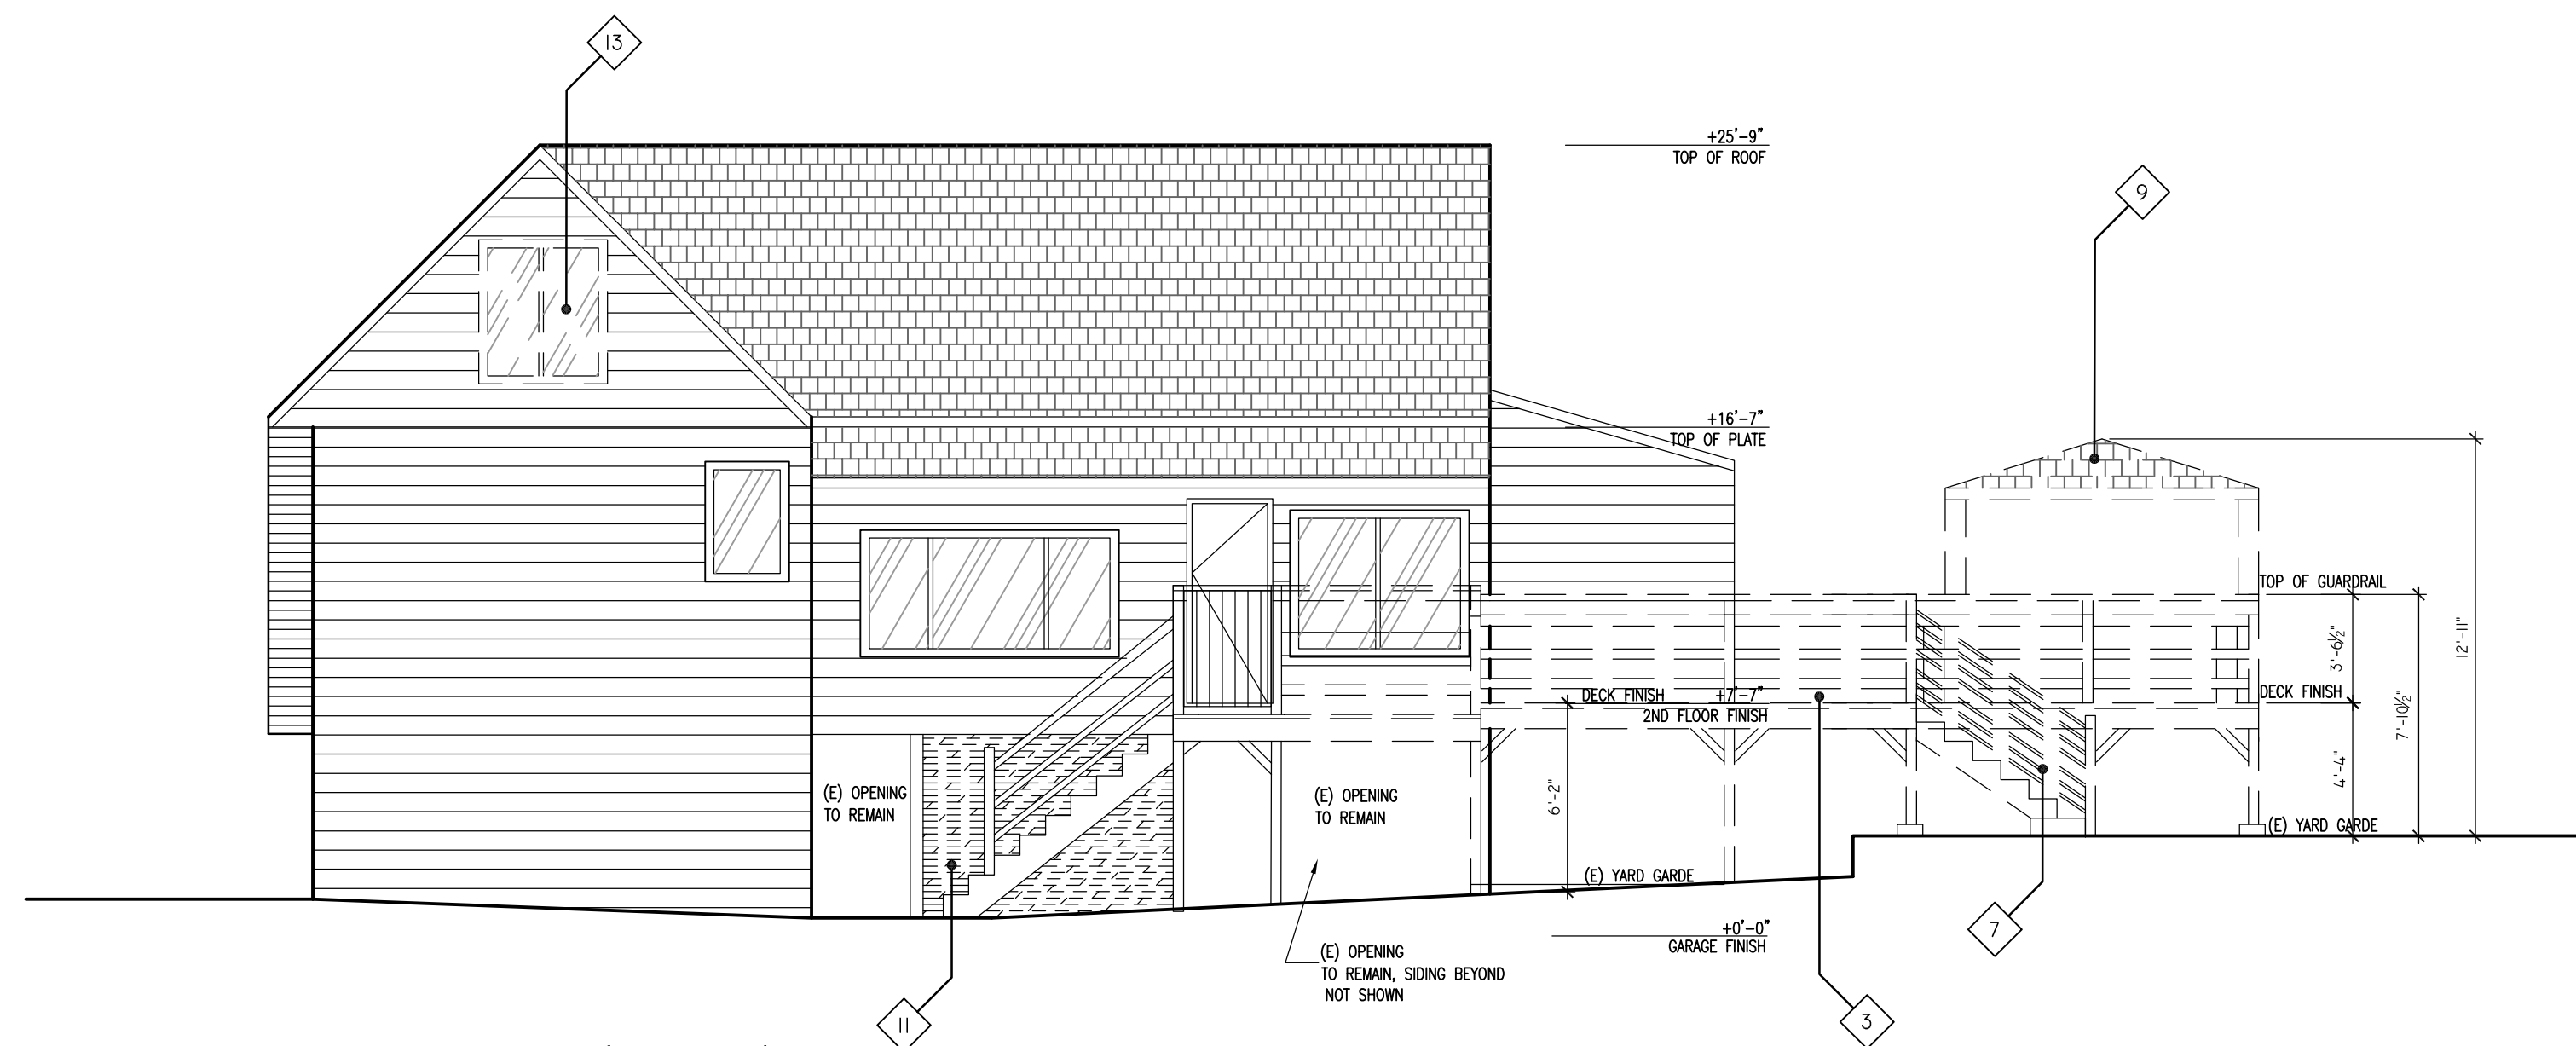 13
+25'-9"
TOP OF ROOF
9
+16'-7"
TOP OF PLATE
TOP OF GUARDRAIL
12'-11"
3'-6½"
DECK FINISH
+7'-7"
2ND FLOOR FINISH
DECK FINISH
7'-10½"
4'-4"
6'-2"
(E) OPENING
TO REMAIN
(E) OPENING
TO REMAIN
(E) YARD GARDE
(E) YARD GARDE
+0'-0"
GARAGE FINISH
7
(E) OPENING
TO REMAIN, SIDING BEYOND
NOT SHOWN
11
3